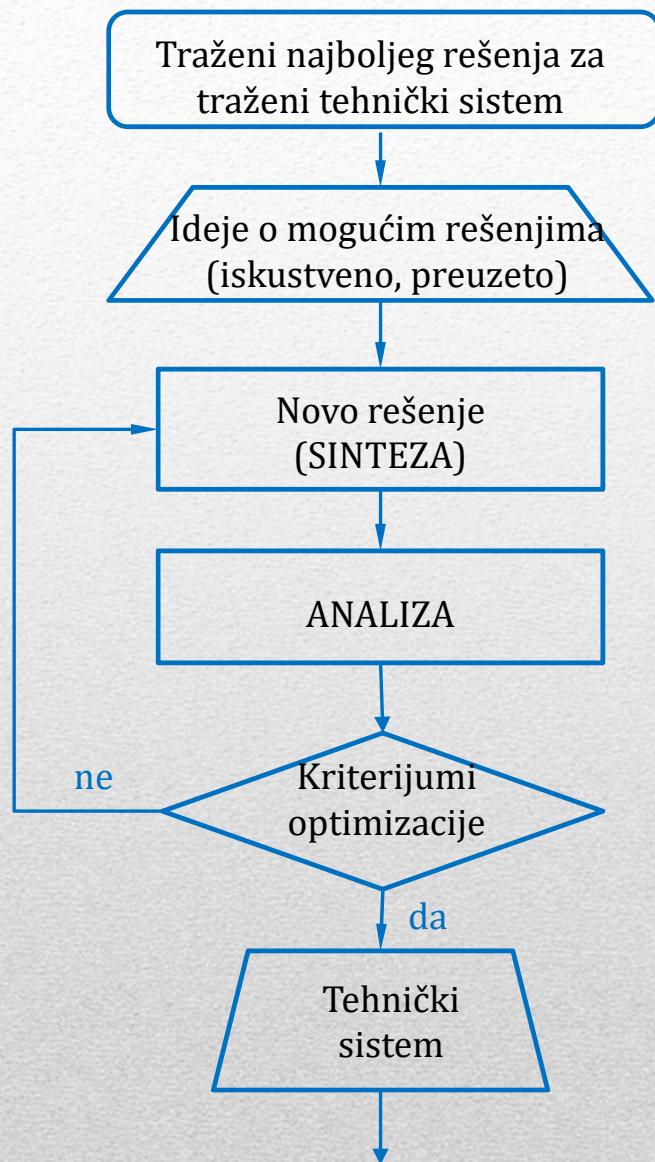 Traženi najboljeg rešenja za
traženi tehnički sistem
Ideje o mogućim rešenjima
(iskustveno, preuzeto)
Novo rešenje
(SINTEZA)
ANALIZA
Kriterijumi
optimizacije
ne
da
Tehnički
sistem